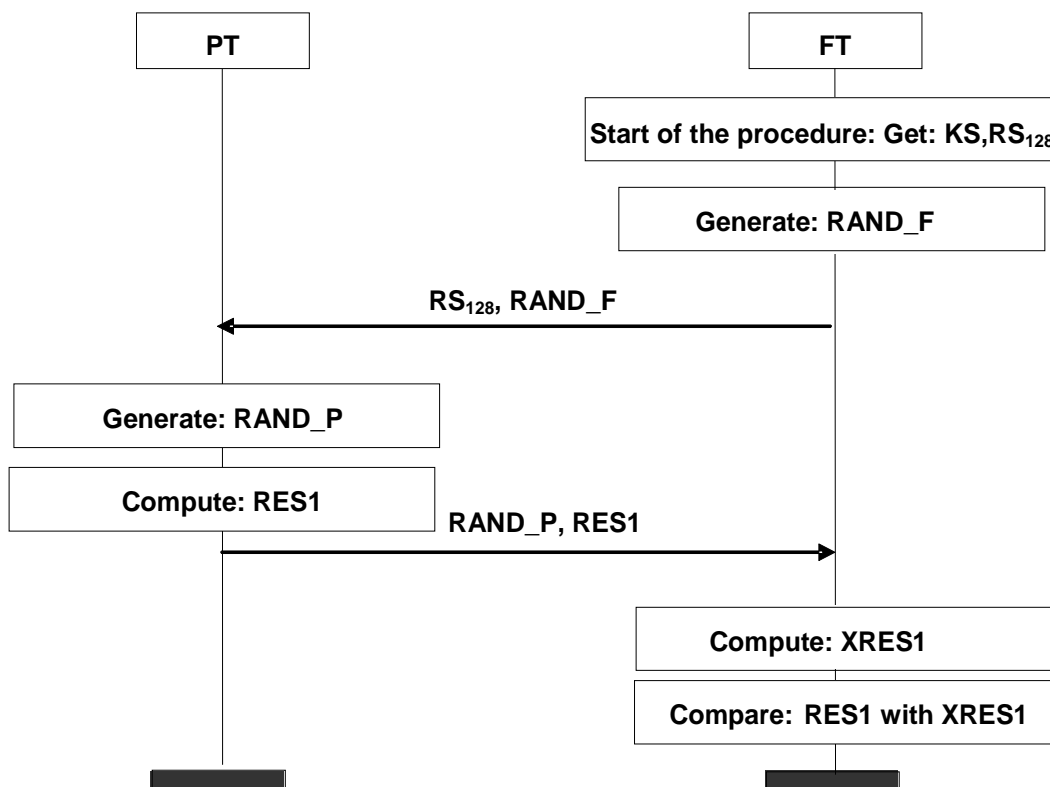 PT
FT
Start of the procedure: Get: KS,RS₁₂₈
Generate: RAND_F
RS₁₂₈, RAND_F
Generate: RAND_P
Compute: RES1
RAND_P, RES1
Compute: XRES1
Compare: RES1 with XRES1